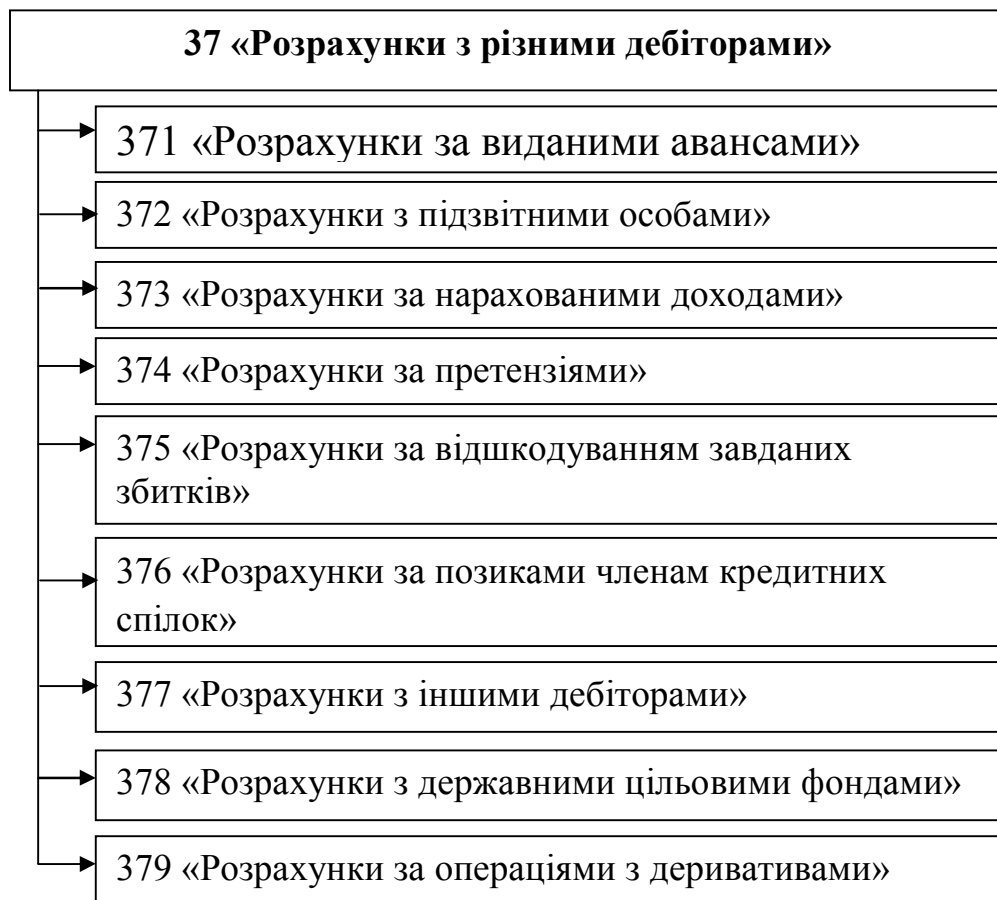 37 «Розрахунки з різними дебіторами»
371 «Розрахунки за виданими авансами»
372 «Розрахунки з підзвітними особами»
373 «Розрахунки за нарахованими доходами»
374 «Розрахунки за претензіями»
375 «Розрахунки за відшкодуванням завданих
збитків»
376 «Розрахунки за позиками членам кредитних
спілок»
377 «Розрахунки з іншими дебіторами»
378 «Розрахунки з державними цільовими фондами»
379 «Розрахунки за операціями з деривативами»